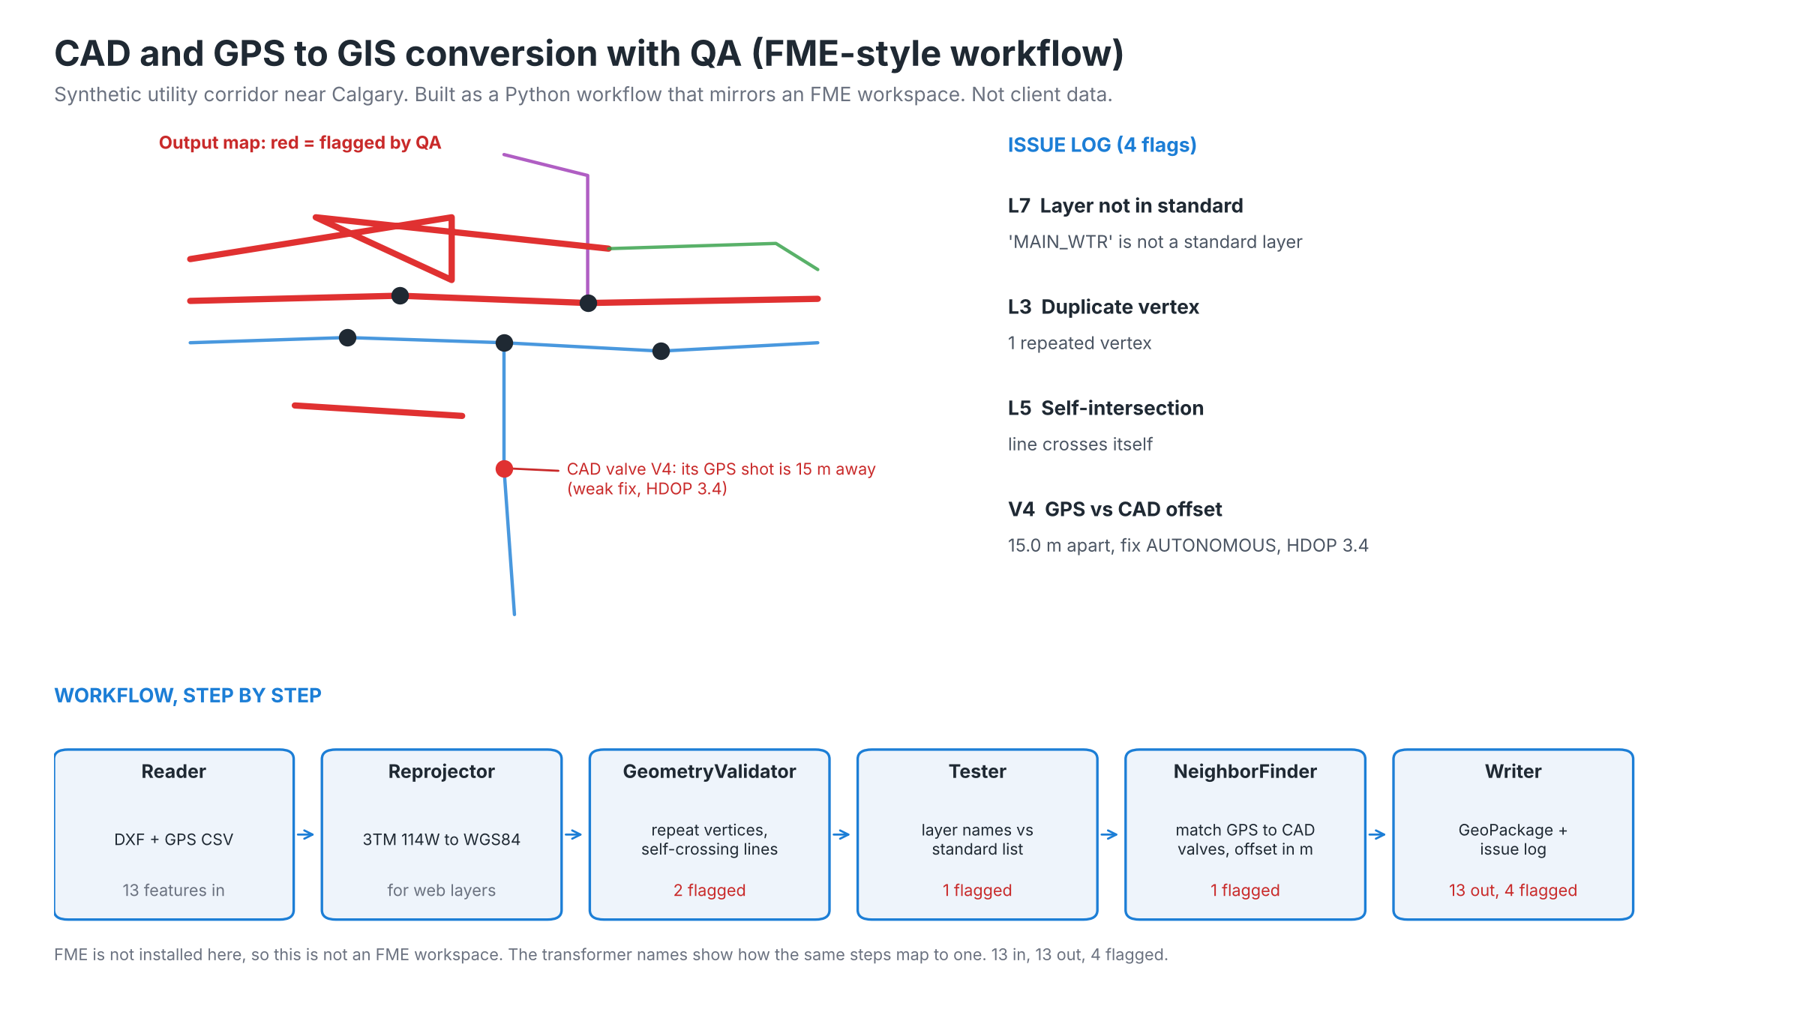 CAD and GPS to GIS conversion with QA (FME-style workflow)
Synthetic utility corridor near Calgary. Built as a Python workflow that mirrors an FME workspace. Not client data.
Output map: red = flagged by QA
CAD valve V4: its GPS shot is 15 m away
(weak fix, HDOP 3.4)
ISSUE LOG (4 flags)
L7 Layer not in standard
'MAIN_WTR' is not a standard layer
L3 Duplicate vertex
1 repeated vertex
L5 Self-intersection
line crosses itself
V4 GPS vs CAD offset
15.0 m apart, fix AUTONOMOUS, HDOP 3.4
WORKFLOW, STEP BY STEP
Reader
DXF + GPS CSV
13 features in
Reprojector
3TM 114W to WGS84
for web layers
GeometryValidator
repeat vertices,
self-crossing lines
2 flagged
Tester
layer names vs
standard list
1 flagged
NeighborFinder
match GPS to CAD
valves, offset in m
1 flagged
Writer
GeoPackage +
issue log
13 out, 4 flagged
FME is not installed here, so this is not an FME workspace. The transformer names show how the same steps map to one. 13 in, 13 out, 4 flagged.